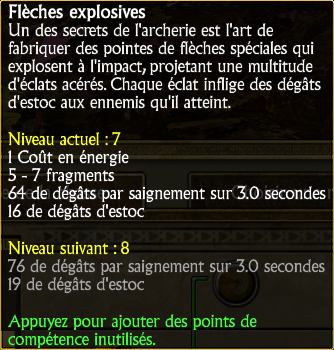 Flèches explosives
Un des secrets de l'archerie est l'art de
fabriquer des pointes de flèches spéciales qui
explosent à l'impact, projetant une multitude
d'éclats acérés. Chaque éclat inflige des dégâts
d'estoc aux ennemis qu'il atteint.
Niveau actuel : 7
1 Coût en énergie
5 - 7 fragments
64 de dégâts par saignement sur 3.0 secondes
16 de dégâts d'estoc
Niveau suivant : 8
76 de dégâts par saignement sur 3.0 secondes
19 de dégâts d'estoc
Appuyez pour ajouter des points de
compétence inutilisés.